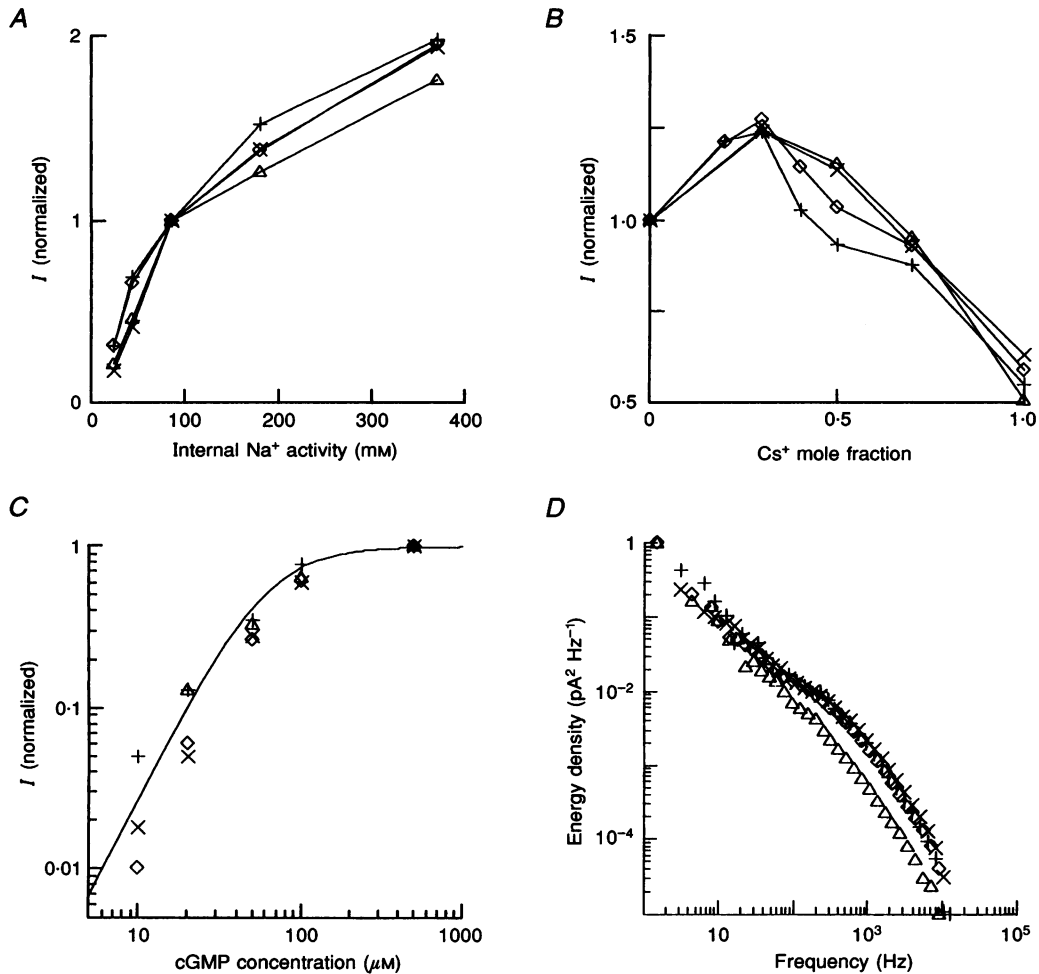 A
2
1
0
I (normalized)
0
100
200
300
400
Internal Na⁺ activity (mM)
B
1·5
1·0
0·5
I (normalized)
0
0·5
1·0
Cs⁺ mole fraction
C
1
0·1
0·01
I (normalized)
10
100
1000
cGMP concentration (μM)
D
1
10⁻²
10⁻⁴
Energy density (pA² Hz⁻¹)
10
10³
10⁵
Frequency (Hz)